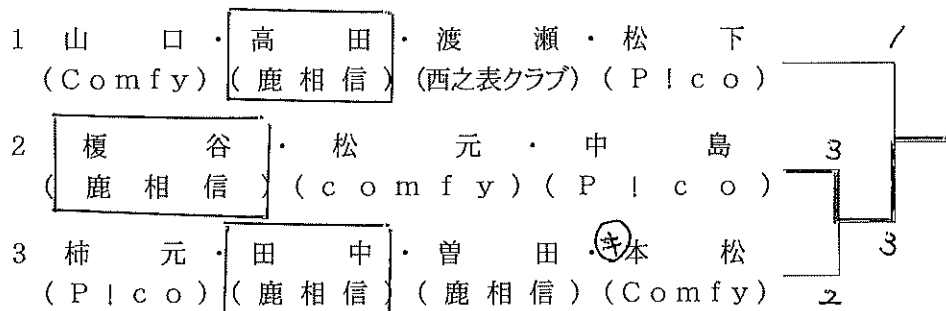 1 山口・高田・渡瀬・松下 1
(Comfy)(鹿相信)(西之表クラブ)(P!co)
2 榎谷・松元・中島 3
(鹿相信)(comfy)(P!co)
3 柿元・田中・曽田・㋖本松 3
(P!co)(鹿相信)(鹿相信)(Comfy) 2